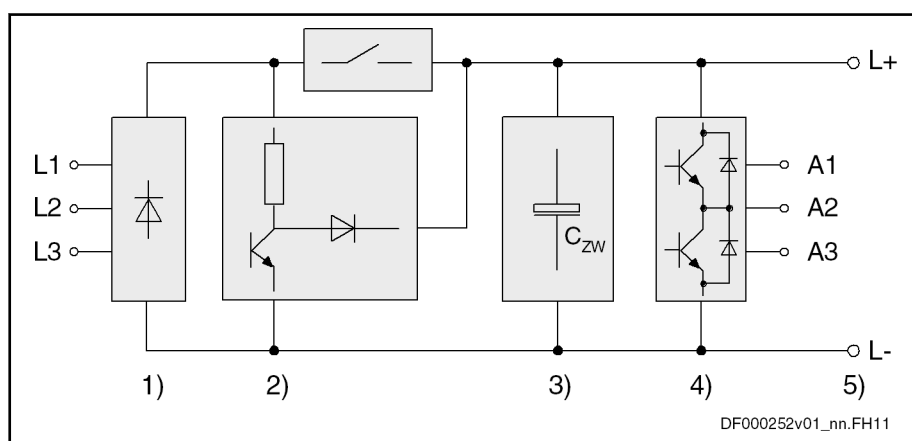 L+
L1
L2
L3
C_ZW
A1
A2
A3
L-
1) 2) 3) 4) 5)
DF000252v01_nn.FH11